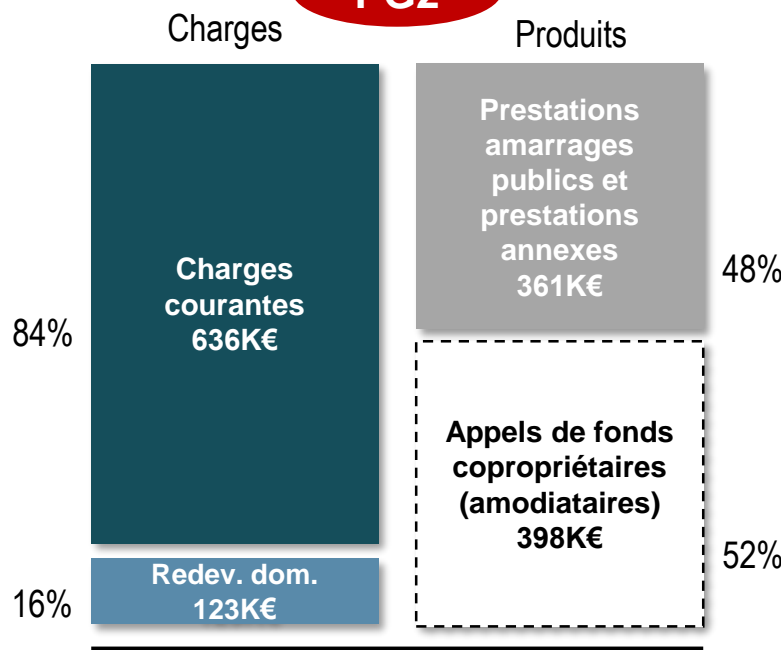 Charges
Produits
84%
Charges
courantes
636K€
16%
Redev. dom.
123K€
Prestations
amarrages
publics et
prestations
annexes
361K€
48%
Appels de fonds
copropriétaires
(amodiataires)
398K€
52%